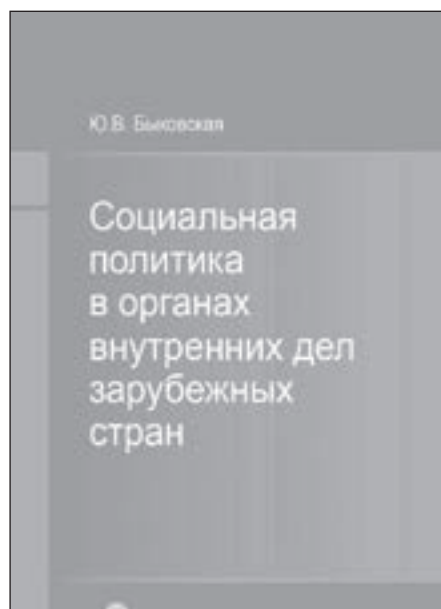 Ю.В. Быковская
Социальная
политика
в органах
внутренних дел
зарубежных
стран